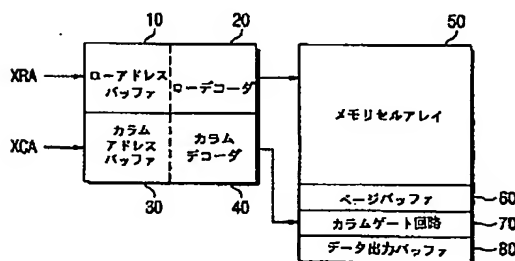 10
20
50
XRA
ローアドレス
バッファ
ローデコーダ
メモリセルアレイ
XCA
カラム
アドレス
バッファ
カラム
デコーダ
30
40
ページバッファ
60
カラムゲート回路
70
データ出力バッファ
80